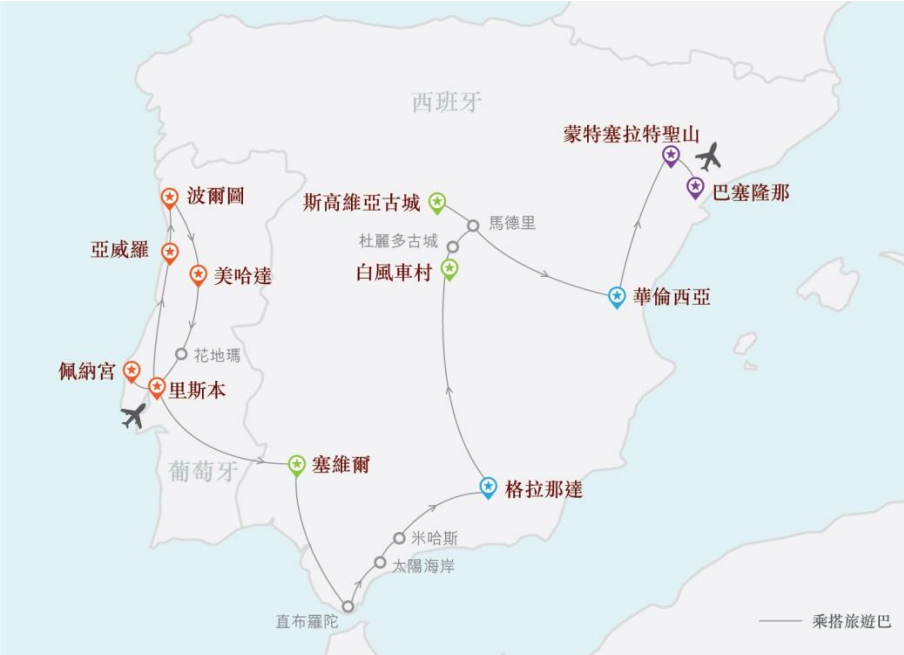 西班牙
蒙特塞拉特聖山
巴塞隆那
波爾圖
斯高維亞古城
馬德里
亞威羅
杜麗多古城
美哈達
白風車村
華倫西亞
花地瑪
佩納宮
里斯本
葡萄牙
塞維爾
格拉那達
米哈斯
太陽海岸
直布羅陀
乘搭旅遊巴